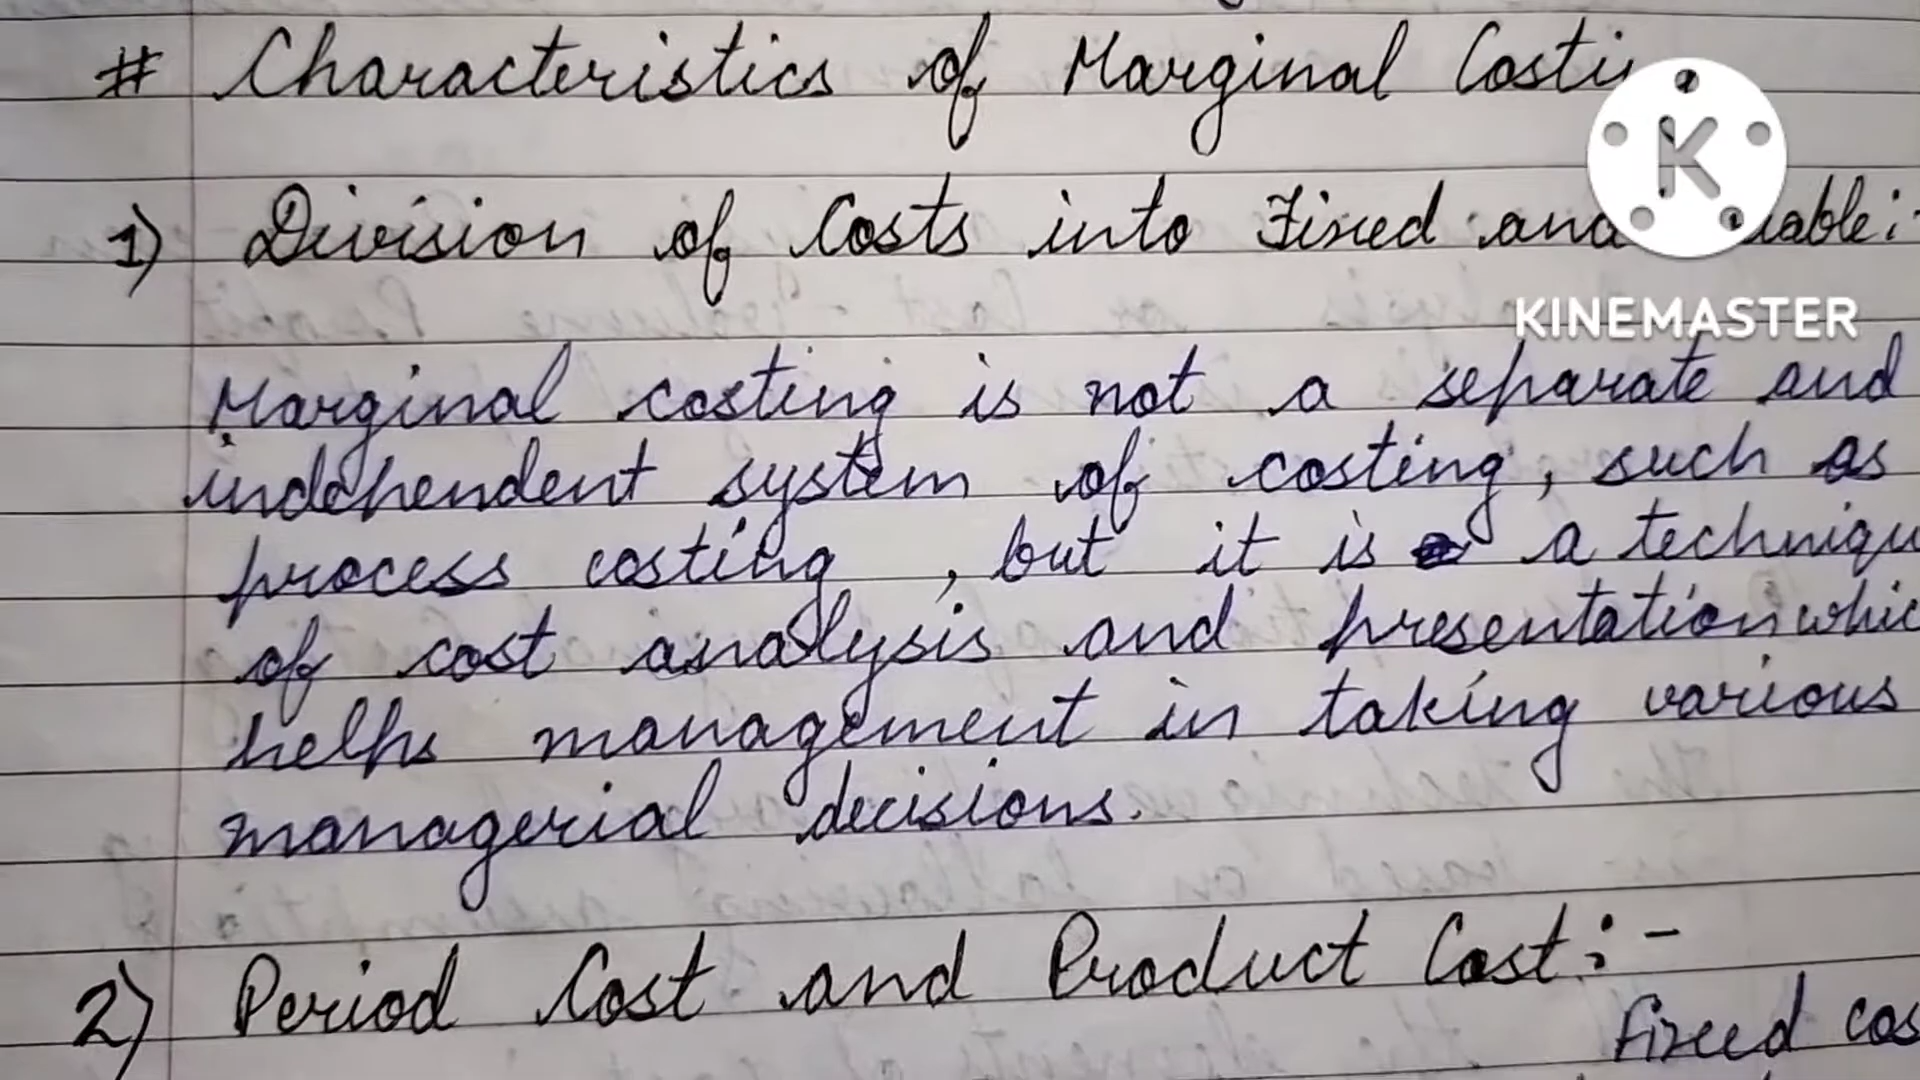 # Characteristics of Marginal Costi
1) Division of Costs into Fixed and iable:-
Marginal costing is not a separate and
independent system of costing, such as
process costing, but it is a techniqu
of cost analysis and presentation whic
helps management in taking various
managerial decisions.
2) Period Cost and Product Cost:-
Fixed cos
KINEMASTER